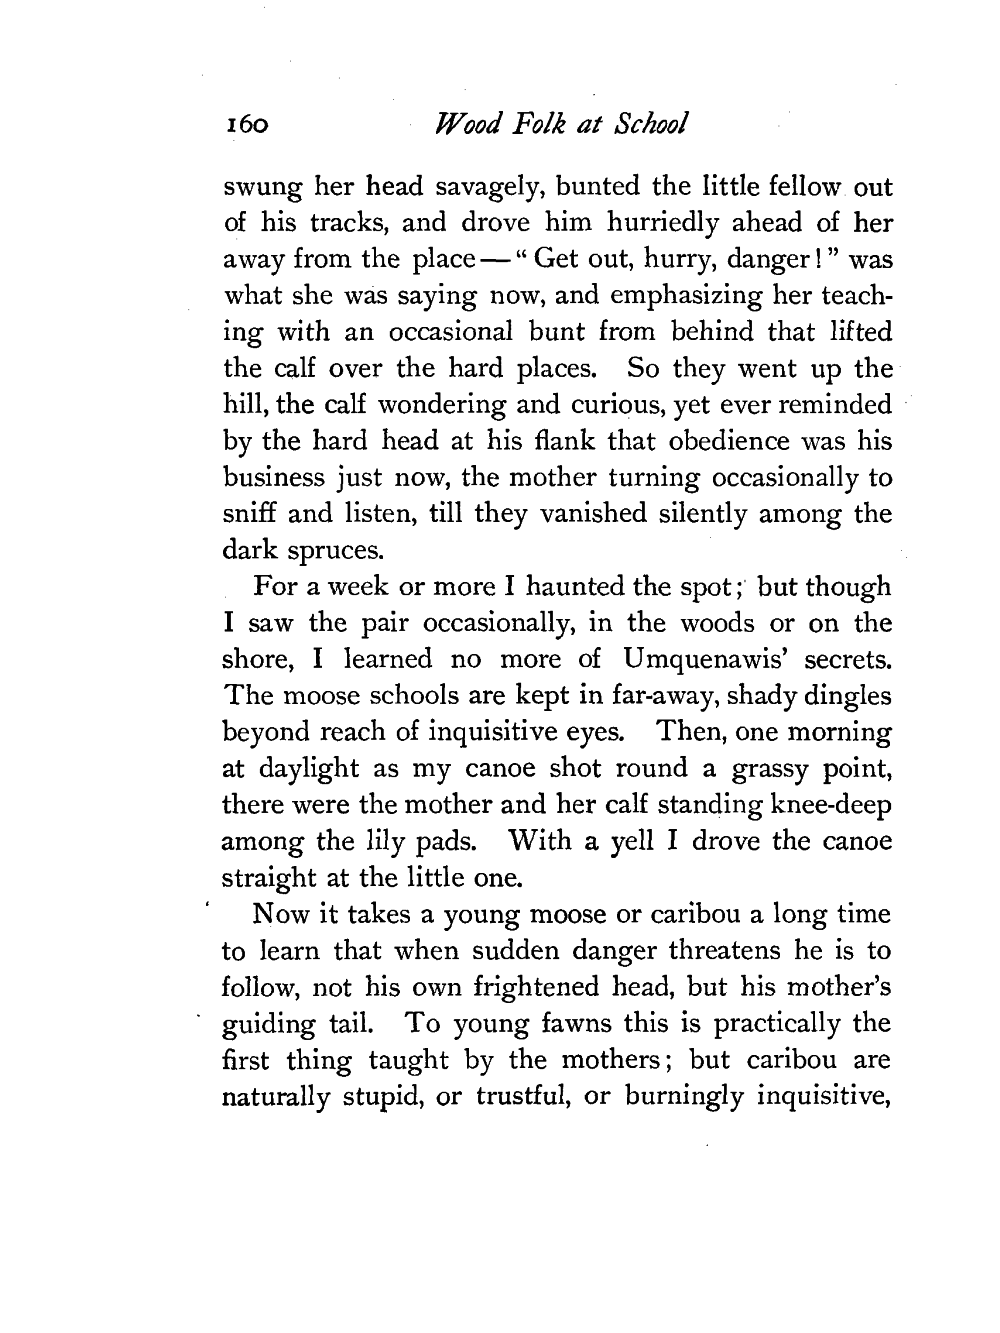 160 Wood Folk at School
swung her head savagely, bunted the little fellow out
of his tracks, and drove him hurriedly ahead of her
away from the place — “ Get out, hurry, danger! ” was
what she was saying now, and emphasizing her teach-
ing with an occasional bunt from behind that lifted
the calf over the hard places. So they went up the
hill, the calf wondering and curious, yet ever reminded
by the hard head at his flank that obedience was his
business just now, the mother turning occasionally to
sniff and listen, till they vanished silently among the
dark spruces.
For a week or more I haunted the spot; but though
I saw the pair occasionally, in the woods or on the
shore, I learned no more of Umquenawis’ secrets.
The moose schools are kept in far-away, shady dingles
beyond reach of inquisitive eyes. Then, one morning
at daylight as my canoe shot round a grassy point,
there were the mother and her calf standing knee-deep
among the lily pads. With a yell I drove the canoe
straight at the little one.
Now it takes a young moose or caribou a long time
to learn that when sudden danger threatens he is to
follow, not his own frightened head, but his mother’s
guiding tail. To young fawns this is practically the
first thing taught by the mothers; but caribou are
naturally stupid, or trustful, or burningly inquisitive,